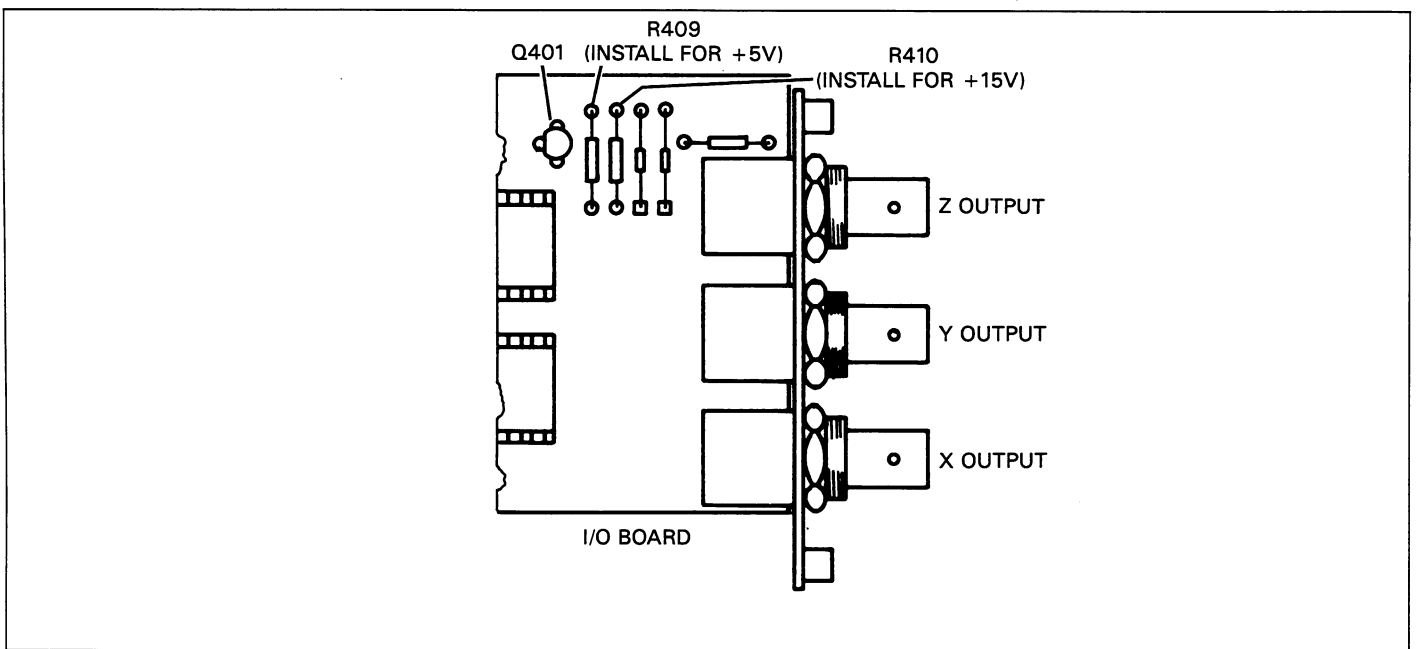 R409
Q401 (INSTALL FOR +5V)
R410
(INSTALL FOR +15V)
Z OUTPUT
Y OUTPUT
X OUTPUT
I/O BOARD